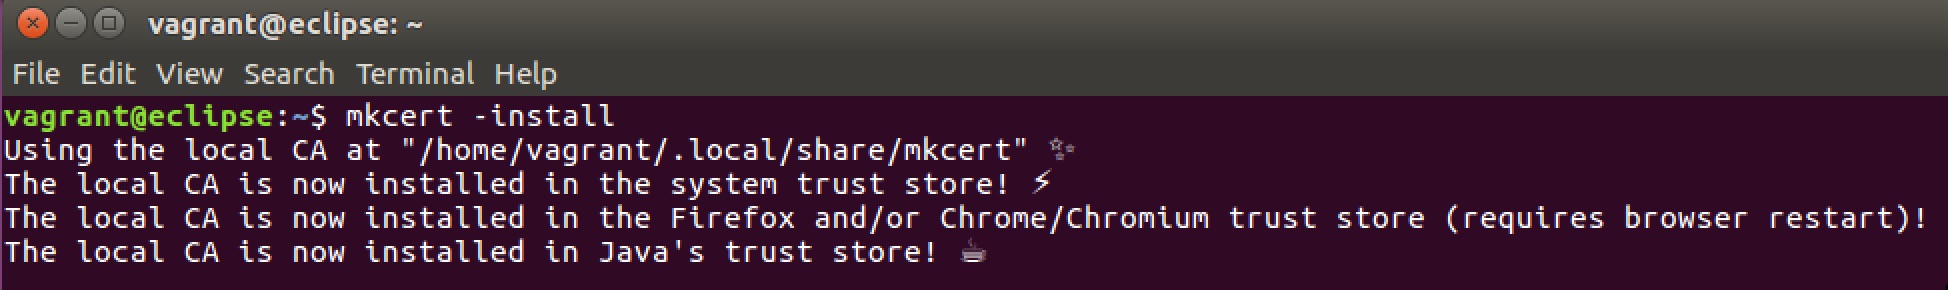 vagrant@eclipse: ~
File Edit View Search Terminal Help
vagrant@eclipse:~$ mkcert -install
Using the local CA at "/home/vagrant/.local/share/mkcert" ✨
The local CA is now installed in the system trust store! ⚡
The local CA is now installed in the Firefox and/or Chrome/Chromium trust store (requires browser restart)!
The local CA is now installed in Java's trust store! ☕